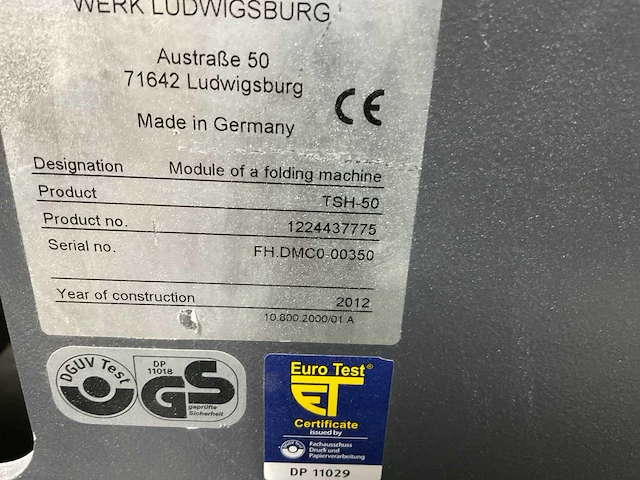 WERK LUDWIGSBURG
Austraße 50
71642 Ludwigsburg
CE
Made in Germany
Designation Module of a folding machine
Product TSH-50
Product no. 1224437775
Serial no. FH.DMC0-00350
Year of construction 2012
10.800.2000/01.A
DGUV Test
DP
11018
GS
geprüfte
Sicherheit
Euro Test®
ET
Certificate
issued by
DGUV Test
Fachausschuss
Druck und
Papierverarbeitung
DP 11029